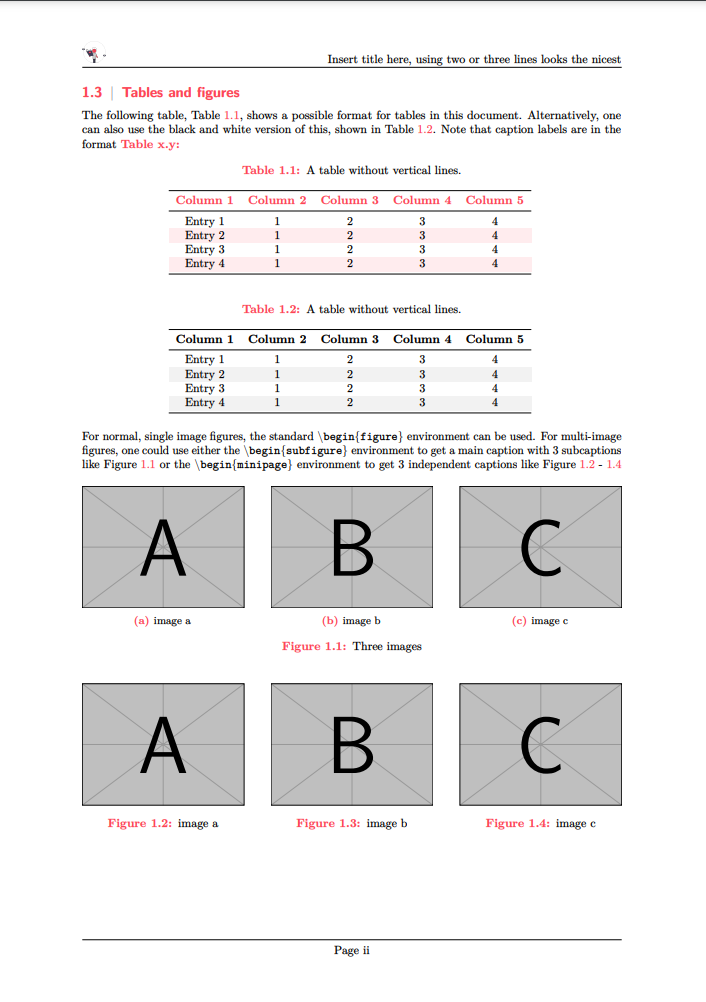 Insert title here, using two or three lines looks the nicest
1.3 | Tables and figures
The following table, Table 1.1, shows a possible format for tables in this document. Alternatively, one
can also use the black and white version of this, shown in Table 1.2. Note that caption labels are in the
format Table x.y:
Table 1.1: A table without vertical lines.
Column 1 Column 2 Column 3 Column 4 Column 5
Entry 1 1 2 3 4
Entry 2 1 2 3 4
Entry 3 1 2 3 4
Entry 4 1 2 3 4
Table 1.2: A table without vertical lines.
Column 1 Column 2 Column 3 Column 4 Column 5
Entry 1 1 2 3 4
Entry 2 1 2 3 4
Entry 3 1 2 3 4
Entry 4 1 2 3 4
For normal, single image figures, the standard \begin{figure} environment can be used. For multi-image
figures, one could use either the \begin{subfigure} environment to get a main caption with 3 subcaptions
like Figure 1.1 or the \begin{minipage} environment to get 3 independent captions like Figure 1.2 - 1.4
A B C
(a) image a (b) image b (c) image c
Figure 1.1: Three images
A B C
Figure 1.2: image a Figure 1.3: image b Figure 1.4: image c
Page ii